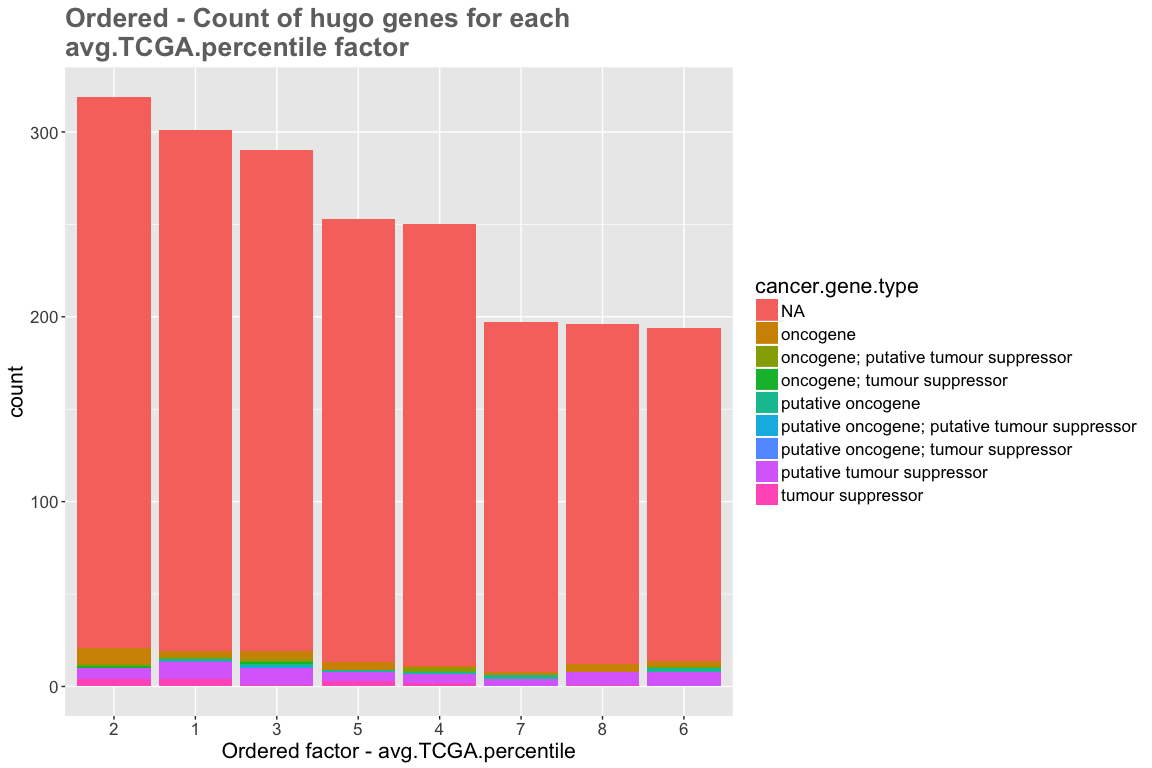 Ordered - Count of hugo genes for each
avg.TCGA.percentile factor
300
200
100
0
count
2 1 3 5 4 7 8 6
Ordered factor - avg.TCGA.percentile
cancer.gene.type
NA
oncogene
oncogene; putative tumour suppressor
oncogene; tumour suppressor
putative oncogene
putative oncogene; putative tumour suppressor
putative oncogene; tumour suppressor
putative tumour suppressor
tumour suppressor